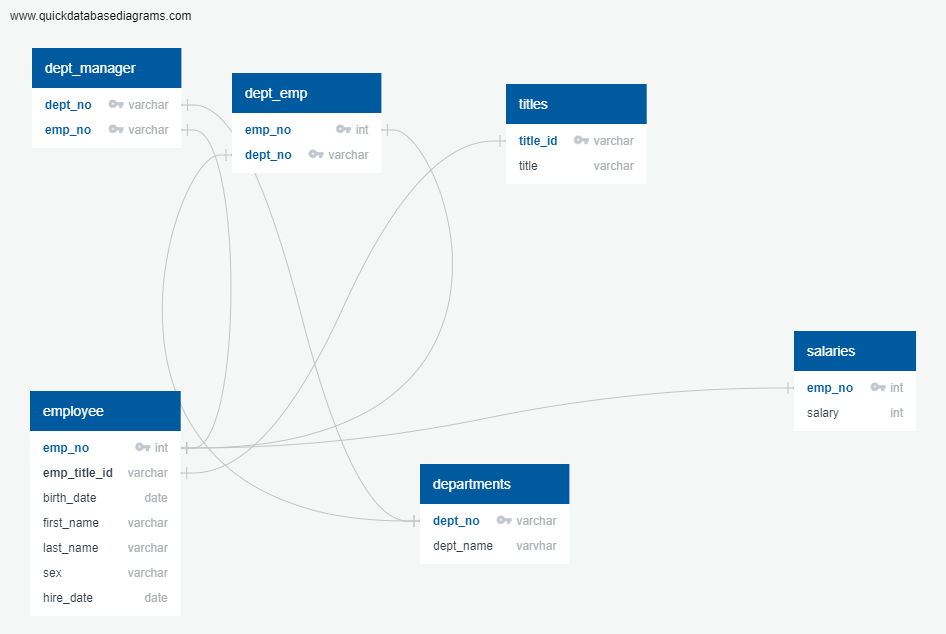 www.quickdatabasediagrams.com
dept_manager
dept_no varchar
emp_no varchar
dept_emp
emp_no int
dept_no varchar
titles
title_id varchar
title varchar
salaries
emp_no int
salary int
employee
emp_no int
emp_title_id varchar
birth_date date
first_name varchar
last_name varchar
sex varchar
hire_date date
departments
dept_no varchar
dept_name varvhar